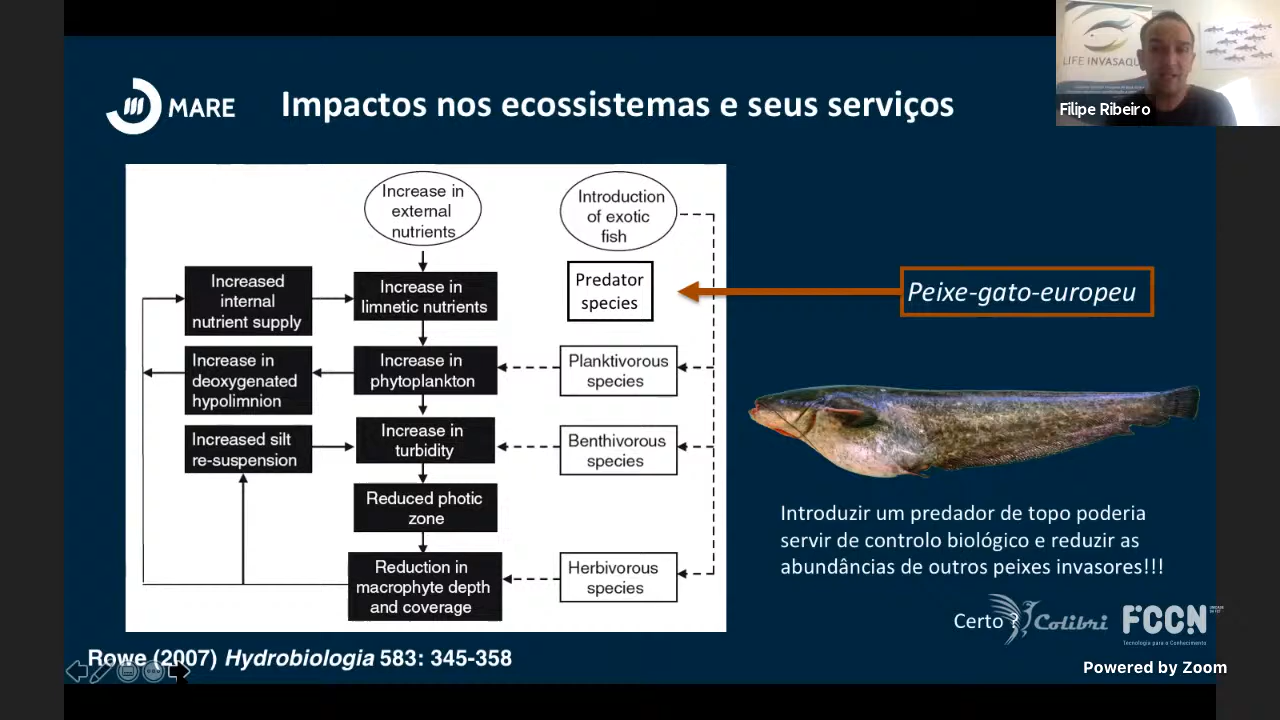 MARE
Impactos nos ecossistemas e seus serviços
LIFE INVASAQU
Filipe Ribeiro
Increase in
external
nutrients
Introduction
of exotic
fish
Increased
internal
nutrient supply
Increase in
limnetic nutrients
Predator
species
Peixe-gato-europeu
Increase in
deoxygenated
hypolimnion
Increase in
phytoplankton
Planktivorous
species
Increased silt
re-suspension
Increase in
turbidity
Benthivorous
species
Reduced photic
zone
Reduction in
macrophyte depth
and coverage
Herbivorous
species
Introduzir um predador de topo poderia
servir de controlo biológico e reduzir as
abundâncias de outros peixes invasores!!!
Certo ?
Colibri
FCCN
Tecnologia para o Conhecimento
Rowe (2007) Hydrobiologia 583: 345-358
Powered by Zoom